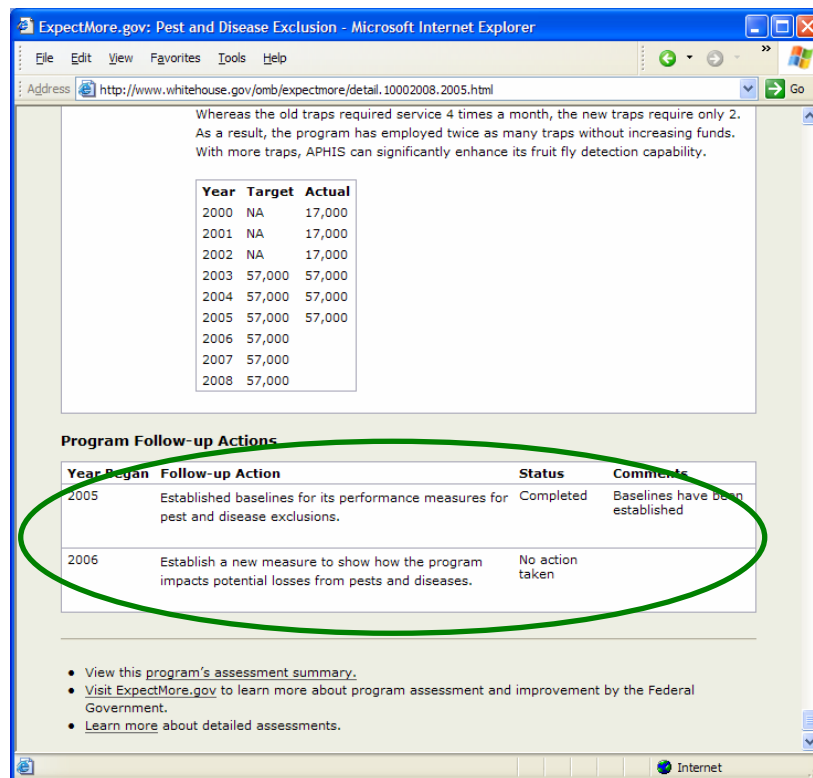 ExpectMore.gov: Pest and Disease Exclusion - Microsoft Internet Explorer
File Edit View Favorites Tools Help »
Address http://www.whitehouse.gov/omb/expectmore/detail.10002008.2005.html Go
Whereas the old traps required service 4 times a month, the new traps require only 2.
As a result, the program has employed twice as many traps without increasing funds.
With more traps, APHIS can significantly enhance its fruit fly detection capability.
Year Target Actual
2000 NA 17,000
2001 NA 17,000
2002 NA 17,000
2003 57,000 57,000
2004 57,000 57,000
2005 57,000 57,000
2006 57,000
2007 57,000
2008 57,000
Program Follow-up Actions
Year Began Follow-up Action Status Comments
2005 Established baselines for its performance measures for Completed Baselines have been
pest and disease exclusions. established
2006 Establish a new measure to show how the program No action
impacts potential losses from pests and diseases. taken
• View this program's assessment summary.
• Visit ExpectMore.gov to learn more about program assessment and improvement by the Federal
Government.
• Learn more about detailed assessments.
Internet